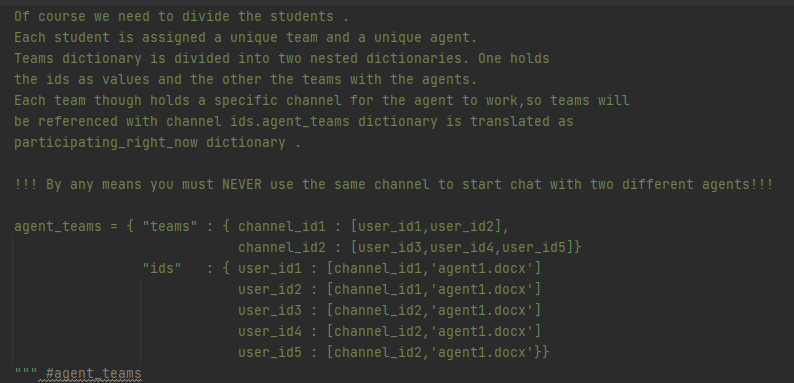 Of course we need to divide the students .
Each student is assigned a unique team and a unique agent.
Teams dictionary is divided into two nested dictionaries. One holds
the ids as values and the other the teams with the agents.
Each team though holds a specific channel for the agent to work,so teams will
be referenced with channel ids.agent_teams dictionary is translated as
participating_right_now dictionary .

!!! By any means you must NEVER use the same channel to start chat with two different agents!!!

agent_teams = { "teams" : { channel_id1 : [user_id1,user_id2],
                            channel_id2 : [user_id3,user_id4,user_id5]}
                "ids"   : { user_id1 : [channel_id1,'agent1.docx']
                            user_id2 : [channel_id1,'agent1.docx']
                            user_id3 : [channel_id2,'agent1.docx']
                            user_id4 : [channel_id2,'agent1.docx']
                            user_id5 : [channel_id2,'agent1.docx'}}
""" #agent_teams